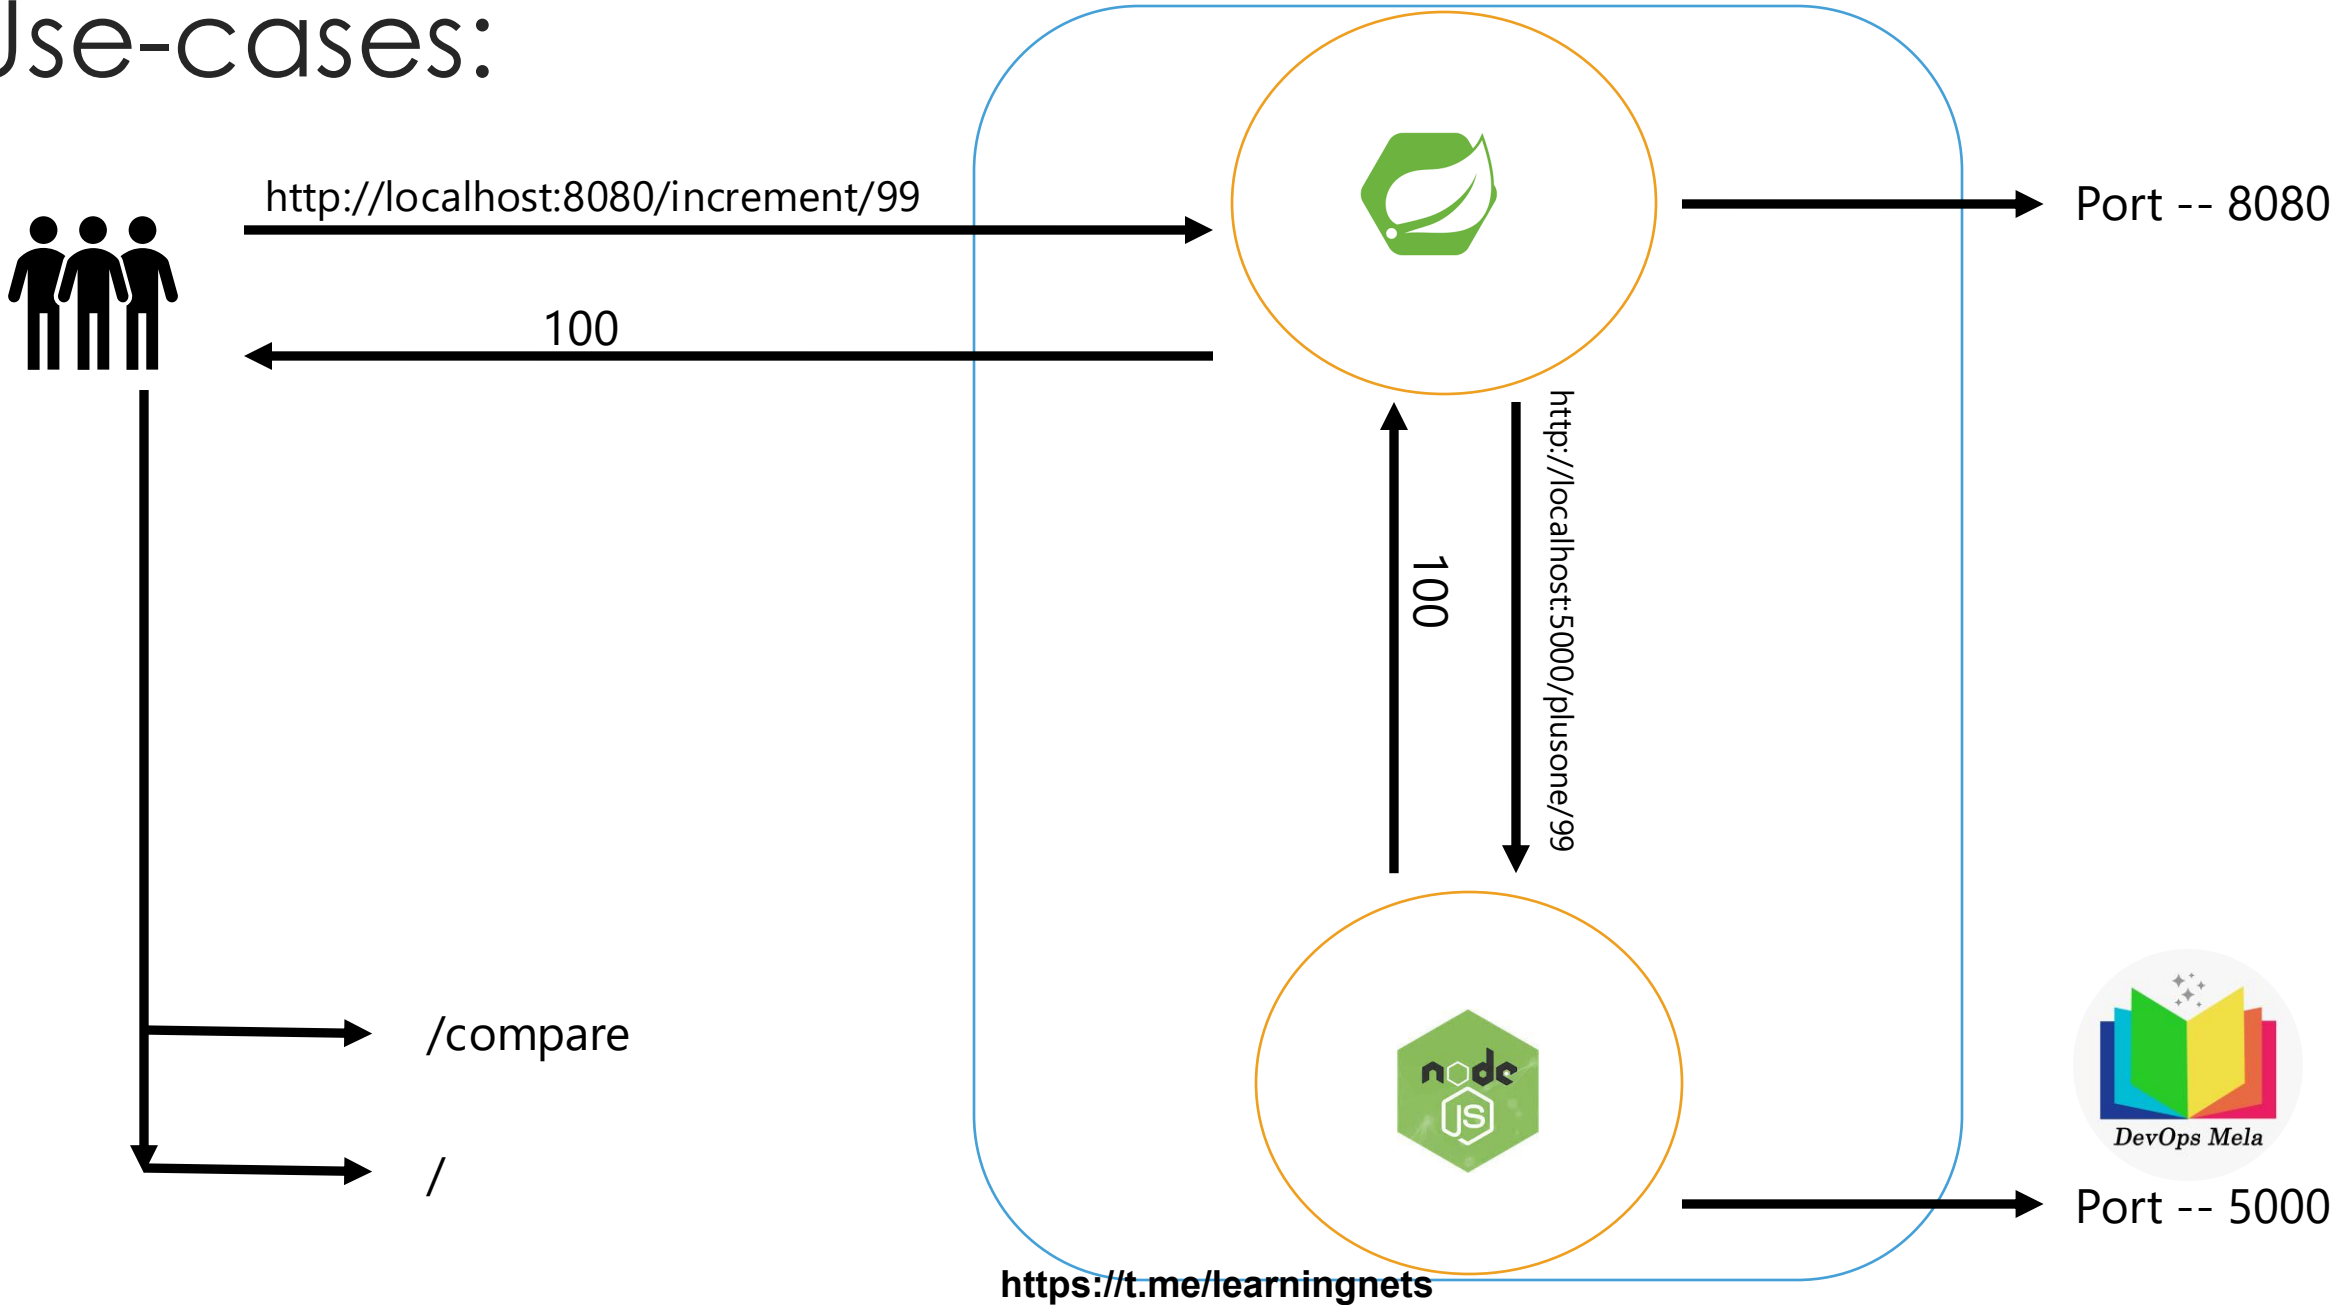 Use-cases:
http://localhost:8080/increment/99
Port -- 8080
100
http://localhost:5000/plusone/99
100
/compare
node
JS
DevOps Mela
/
Port -- 5000
https://t.me/learningnets